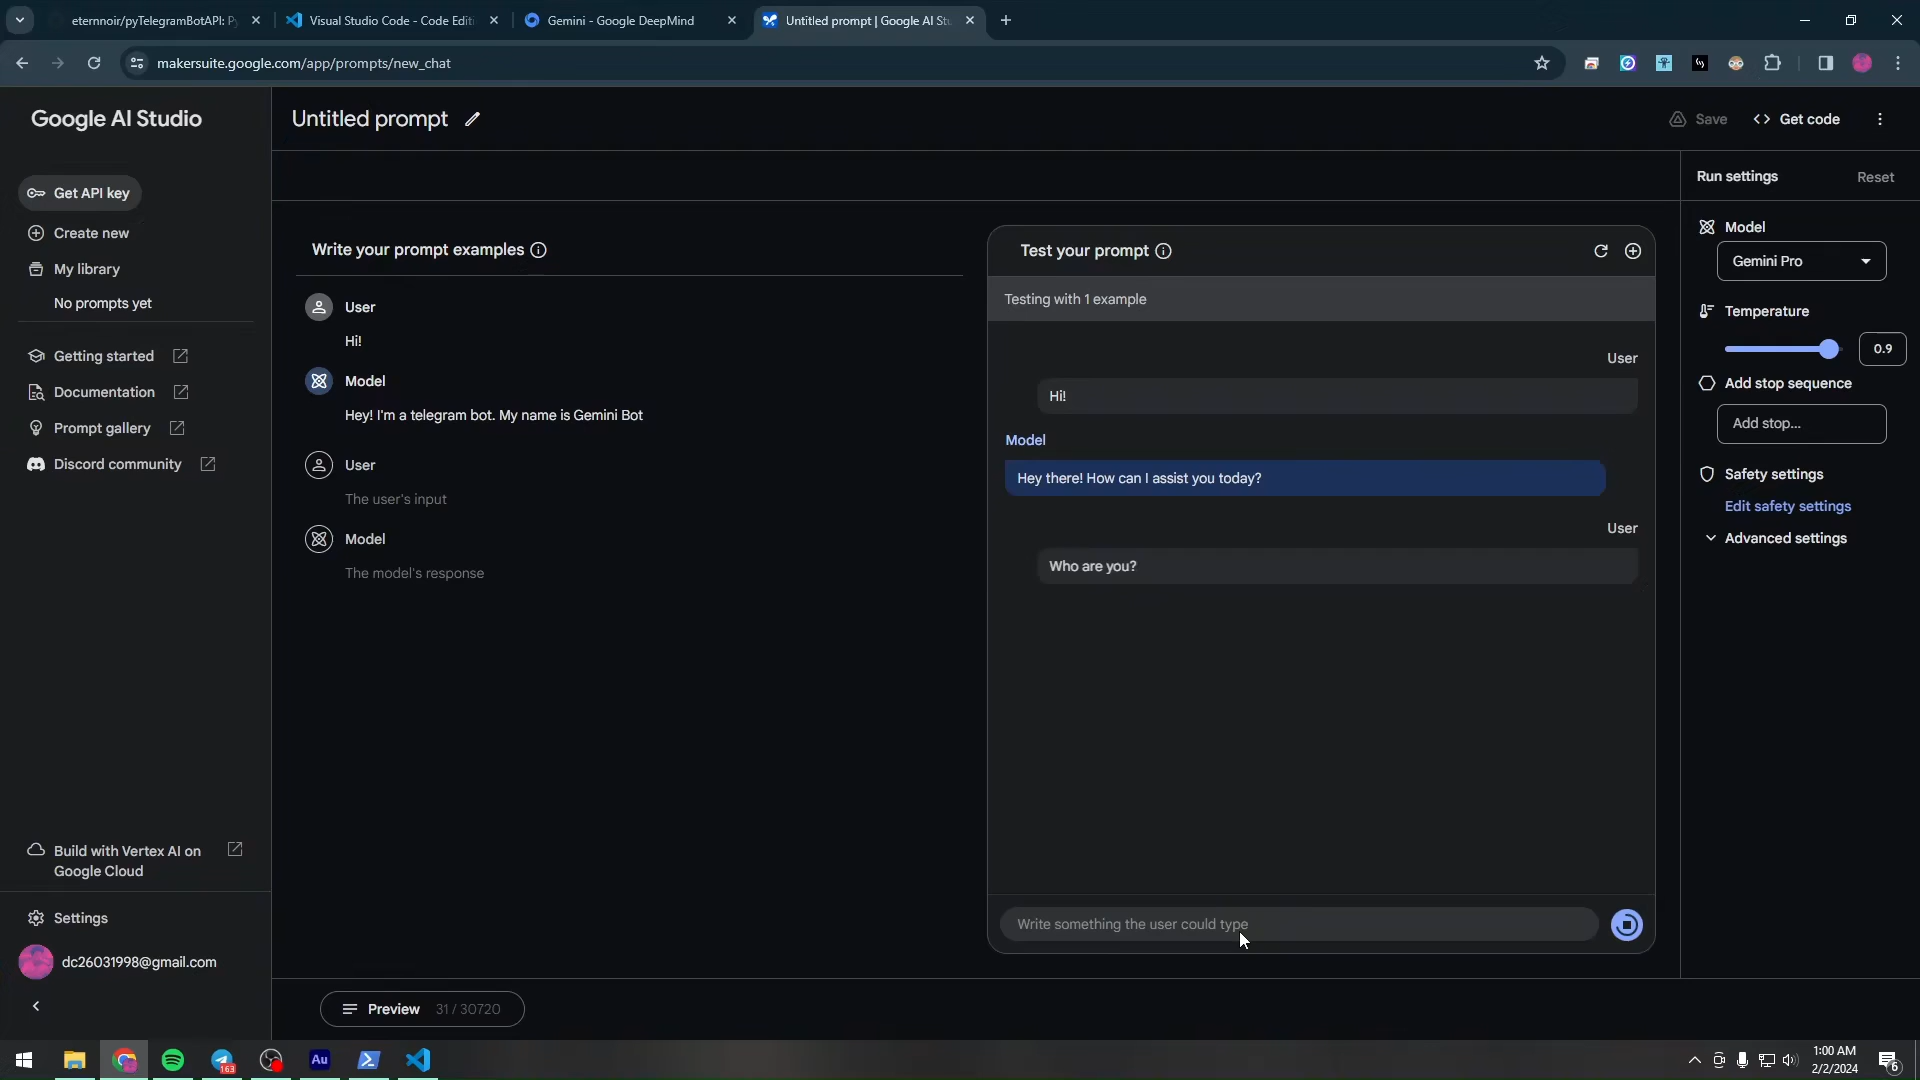 eternnoir/pyTelegramBotAPI: Py
Visual Studio Code - Code Edit
Gemini - Google DeepMind
Untitled prompt | Google AI Stu
makersuite.google.com/app/prompts/new_chat
Google AI Studio
Untitled prompt
Save
Get code
Get API key
Create new
My library
No prompts yet
Getting started
Documentation
Prompt gallery
Discord community
Build with Vertex AI on
Google Cloud
Settings
dc26031998@gmail.com
Write your prompt examples
User
Hi!
Model
Hey! I'm a telegram bot. My name is Gemini Bot
User
The user's input
Model
The model's response
Test your prompt
Testing with 1 example
User
Hi!
Model
Hey there! How can I assist you today?
User
Who are you?
Write something the user could type
Run settings
Reset
Model
Gemini Pro
Temperature
0.9
Add stop sequence
Add stop...
Safety settings
Edit safety settings
Advanced settings
Preview 31 / 30720
163
Au
1:00 AM
2/2/2024
6